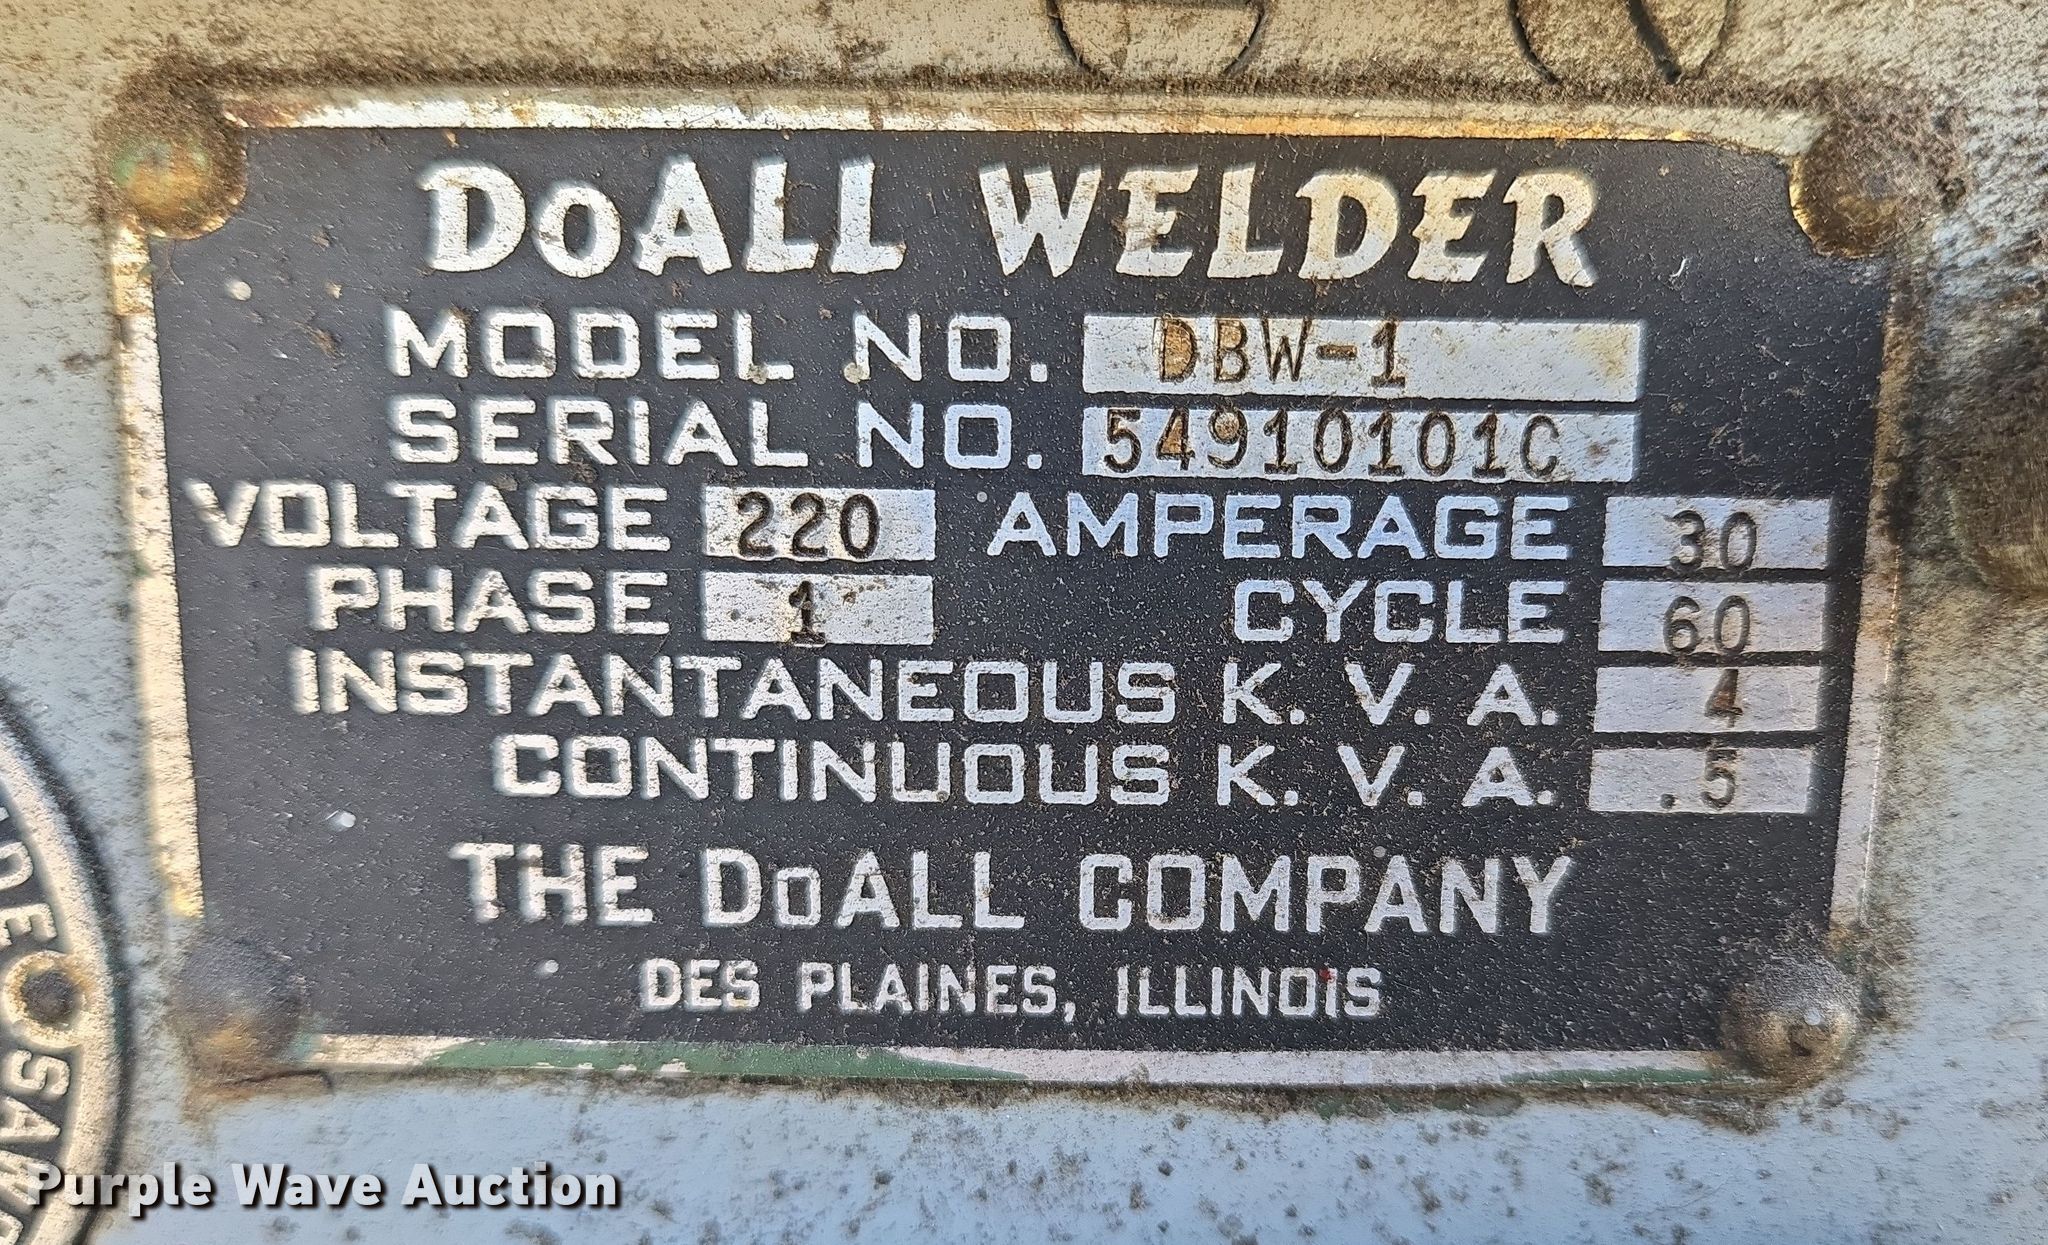 DoALL WELDER
MODEL NO. DBW-1
SERIAL NO. 54910101C
VOLTAGE 220 AMPERAGE 30
PHASE 1 CYCLE 60
INSTANTANEOUS K. V. A. 4
CONTINUOUS K. V. A. .5
THE DoALL COMPANY
DES PLAINES, ILLINOIS
Purple Wave Auction